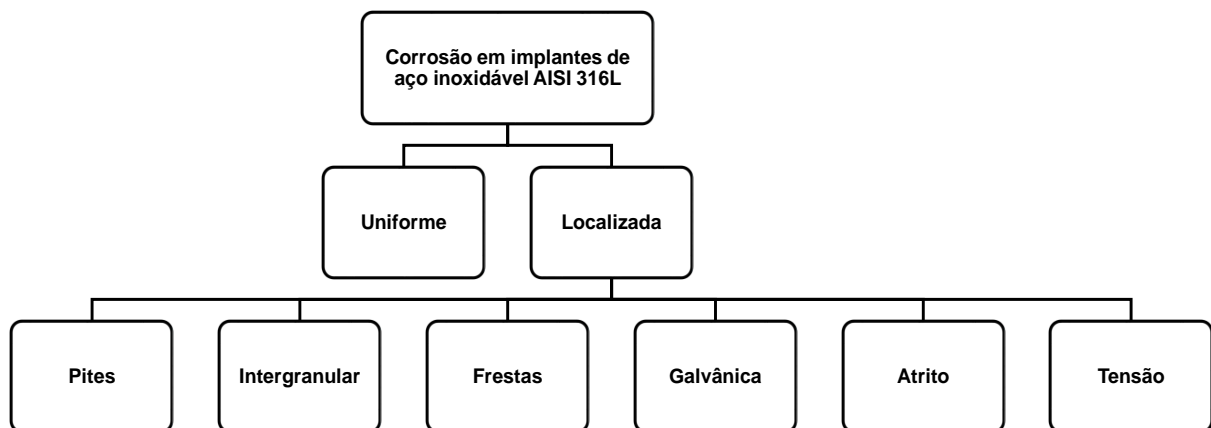 Corrosão em implantes de
aço inoxidável AISI 316L
Uniforme
Localizada
Pites
Intergranular
Frestas
Galvânica
Atrito
Tensão